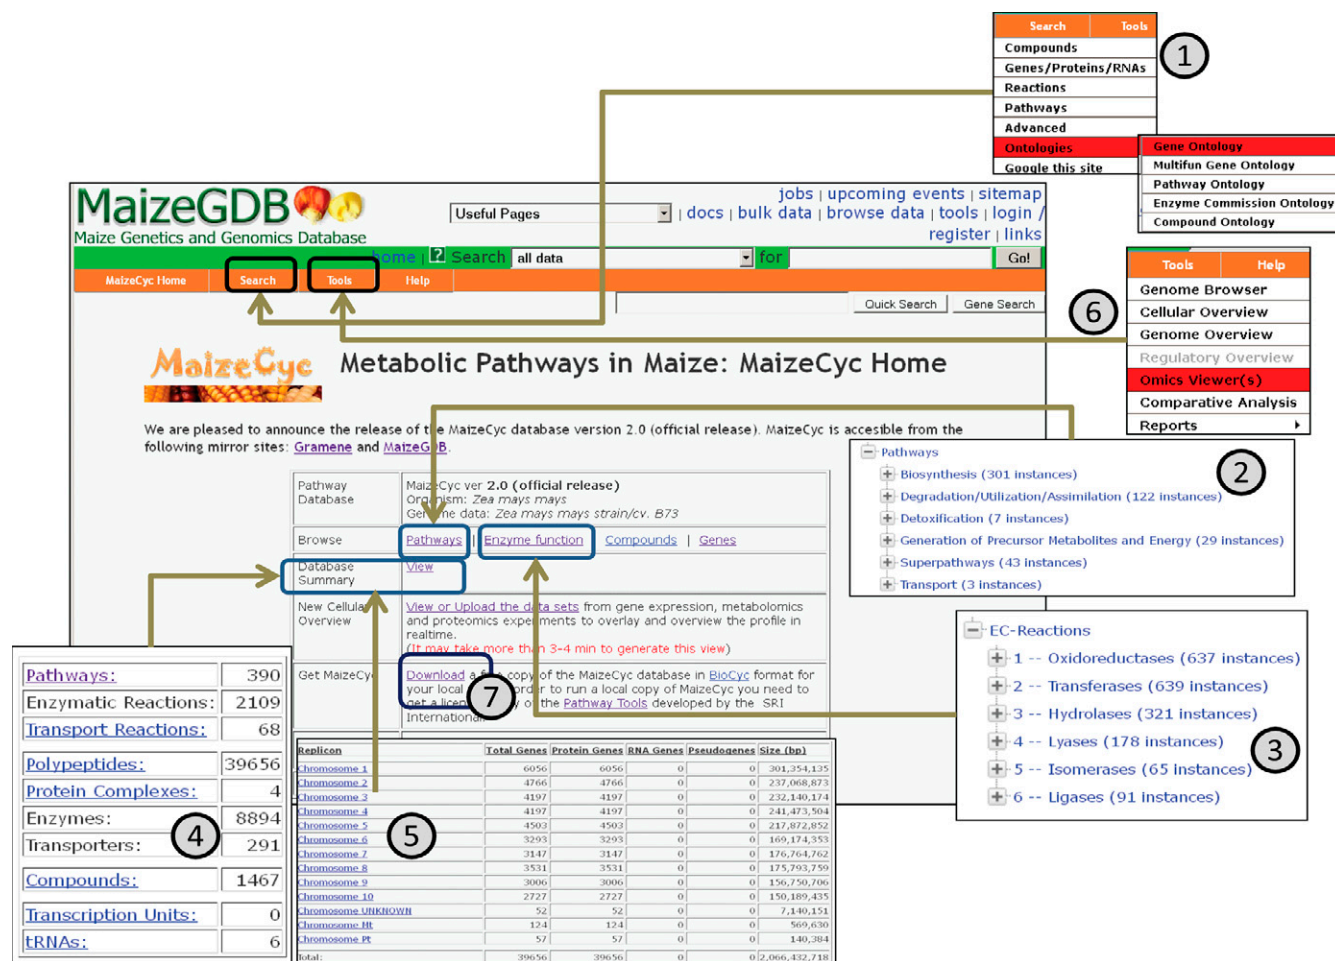 Search Tools
Compounds
Genes/Proteins/RNAs
Reactions
Pathways
Advanced
Ontologies
Google this site
1
Gene Ontology
Multifun Gene Ontology
Pathway Ontology
Enzyme Commission Ontology
Compound Ontology
MaizeGDB
Maize Genetics and Genomics Database
Useful Pages
jobs | upcoming events | sitemap
| docs | bulk data | browse data | tools | login /
register | links
home | ? Search all data for Go!
MaizeCyc Home Search Tools Help
Quick Search Gene Search
Tools Help
Genome Browser
Cellular Overview
Genome Overview
Regulatory Overview
Omics Viewer(s)
Comparative Analysis
Reports
6
MaizeCyc
Metabolic Pathways in Maize: MaizeCyc Home
We are pleased to announce the release of the MaizeCyc database version 2.0 (official release). MaizeCyc is accesible from the
following mirror sites: Gramene and MaizeGDB.
Pathway
Database
MaizeCyc ver 2.0 (official release)
Organism: Zea mays mays
Genome data: Zea mays mays strain/cv. B73
Browse
Pathways | Enzyme function Compounds | Genes
Database
Summary
View
New Cellular
Overview
View or Upload the data sets from gene expression, metabolomics
and proteomics experiments to overlay and overview the profile in
realtime.
(It may take more than 3-4 min to generate this view)
Get MaizeCyc
Download a copy of the MaizeCyc database in BioCyc format for
your local order to run a local copy of MaizeCyc you need to
get a of the Pathway Tools developed by the SRI
International.
7
Pathways
Biosynthesis (301 instances)
Degradation/Utilization/Assimilation (122 instances)
Detoxification (7 instances)
Generation of Precursor Metabolites and Energy (29 instances)
Superpathways (43 instances)
Transport (3 instances)
2
EC-Reactions
1 -- Oxidoreductases (637 instances)
2 -- Transferases (639 instances)
3 -- Hydrolases (321 instances)
4 -- Lyases (178 instances)
5 -- Isomerases (65 instances)
6 -- Ligases (91 instances)
3
Pathways: 390
Enzymatic Reactions: 2109
Transport Reactions: 68
Polypeptides: 39656
Protein Complexes: 4
Enzymes: 8894
Transporters: 291
Compounds: 1467
Transcription Units: 0
tRNAs: 6
4
Replicon Total Genes Protein Genes RNA Genes Pseudogenes Size (bp)
Chromosome 1 6056 6056 0 0 301,354,135
Chromosome 2 4766 4766 0 0 237,068,873
Chromosome 3 4197 4197 0 0 232,140,174
Chromosome 4 4197 4197 0 0 241,473,504
Chromosome 5 4503 4503 0 0 217,872,852
Chromosome 6 3293 3293 0 0 169,174,353
Chromosome 7 3147 3147 0 0 176,764,762
Chromosome 8 3531 3531 0 0 175,793,759
Chromosome 9 3006 3006 0 0 156,750,706
Chromosome 10 2727 2727 0 0 150,189,435
Chromosome UNKNOWN 52 52 0 0 7,140,151
Chromosome Mt 124 124 0 0 569,630
Chromosome Pt 57 57 0 0 140,384
Total: 39656 39656 0 0 2,066,432,718
5